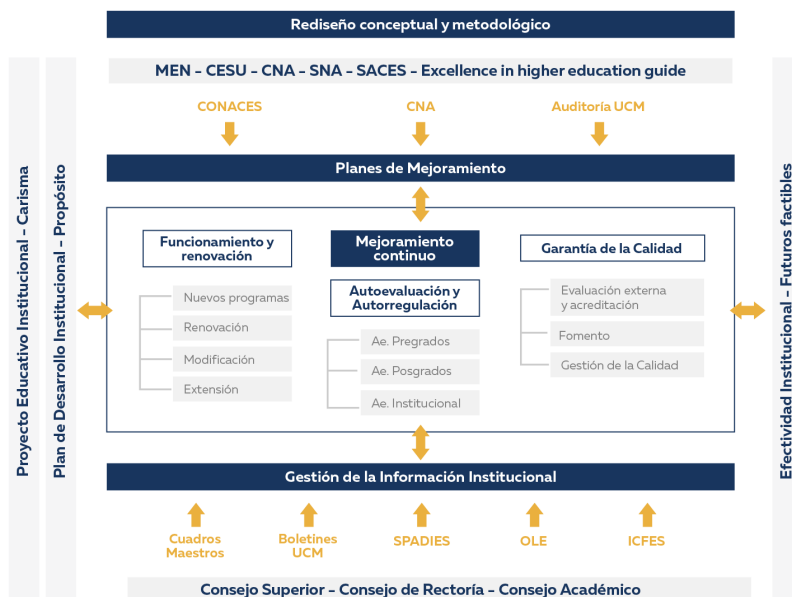 Rediseño conceptual y metodológico
MEN - CESU - CNA - SNA - SACES - Excellence in higher education guide
CONACES
CNA
Auditoría UCM
Planes de Mejoramiento
Proyecto Educativo Institucional - Carisma
Plan de Desarrollo Institucional - Propósito
Funcionamiento y
renovación
Nuevos programas
Renovación
Modificación
Extensión
Mejoramiento
continuo
Autoevaluación y
Autorregulación
Ae. Pregrados
Ae. Posgrados
Ae. Institucional
Garantía de la Calidad
Evaluación externa
y acreditación
Fomento
Gestión de la Calidad
Efectividad Institucional - Futuros factibles
Gestión de la Información Institucional
Cuadros
Maestros
Boletines
UCM
SPADIES
OLE
ICFES
Consejo Superior - Consejo de Rectoría - Consejo Académico